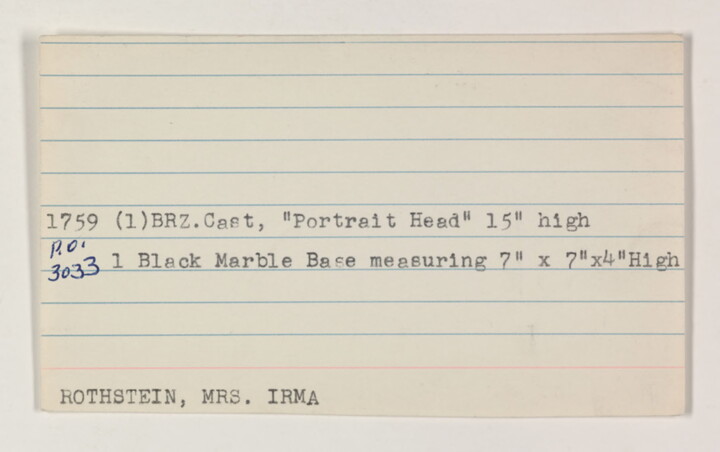 1759 (1)BRZ.Cast, "Portrait Head" 15" high
P.O.
3033 1 Black Marble Base measuring 7" x 7"x4"High
ROTHSTEIN, MRS. IRMA